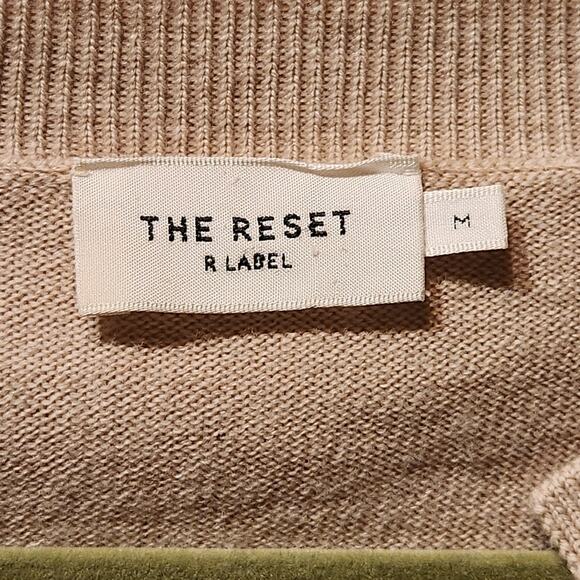 THE RESET
R LABEL
M